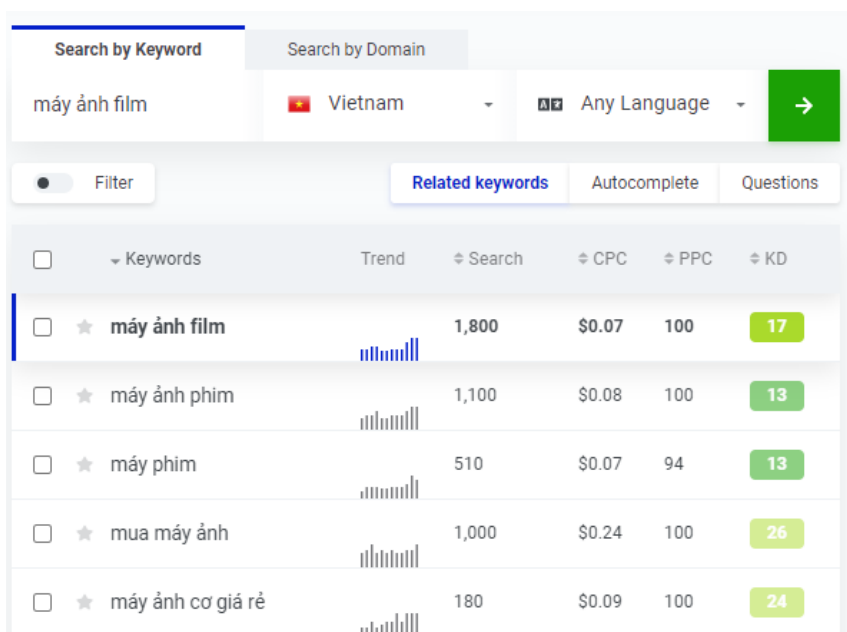 Search by Keyword Search by Domain
máy ảnh film Vietnam Any Language
Filter Related keywords Autocomplete Questions
Keywords Trend Search CPC PPC KD
máy ảnh film 1,800 $0.07 100 17
máy ảnh phim 1,100 $0.08 100 13
máy phim 510 $0.07 94 13
mua máy ảnh 1,000 $0.24 100 26
máy ảnh cơ giá rẻ 180 $0.09 100 24